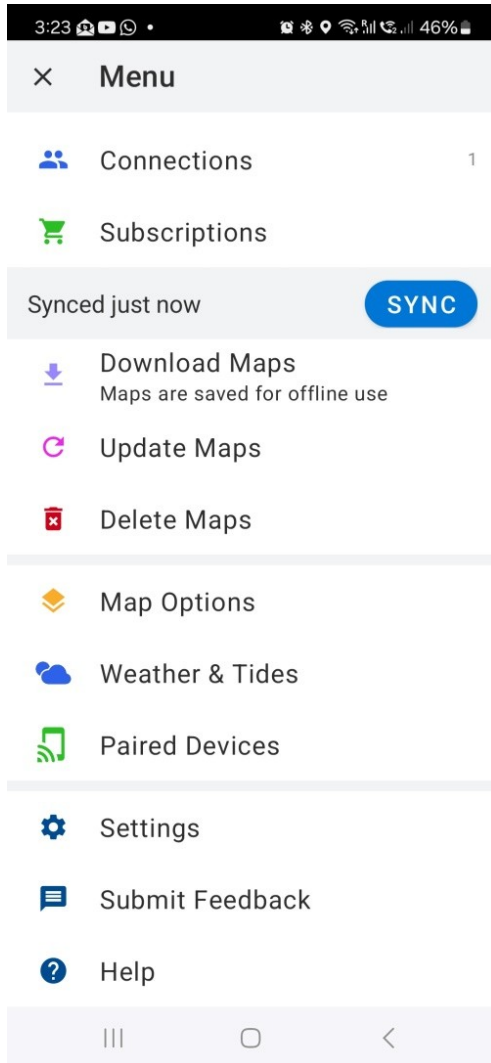 3:23 46%
Menu
Connections 1
Subscriptions
Synced just now SYNC
Download Maps
Maps are saved for offline use
Update Maps
Delete Maps
Map Options
Weather & Tides
Paired Devices
Settings
Submit Feedback
Help